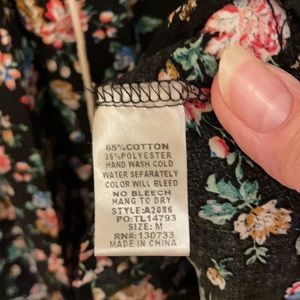 65%COTTON
35%POLYESTER
HAND WASH COLD
WATER SEPARATELY
COLOR WILL BLEED
NO BLEECH
HANG TO DRY
STYLE:A2086
PO:TL14793
SIZE: M
RN#:130733
MADE IN CHINA